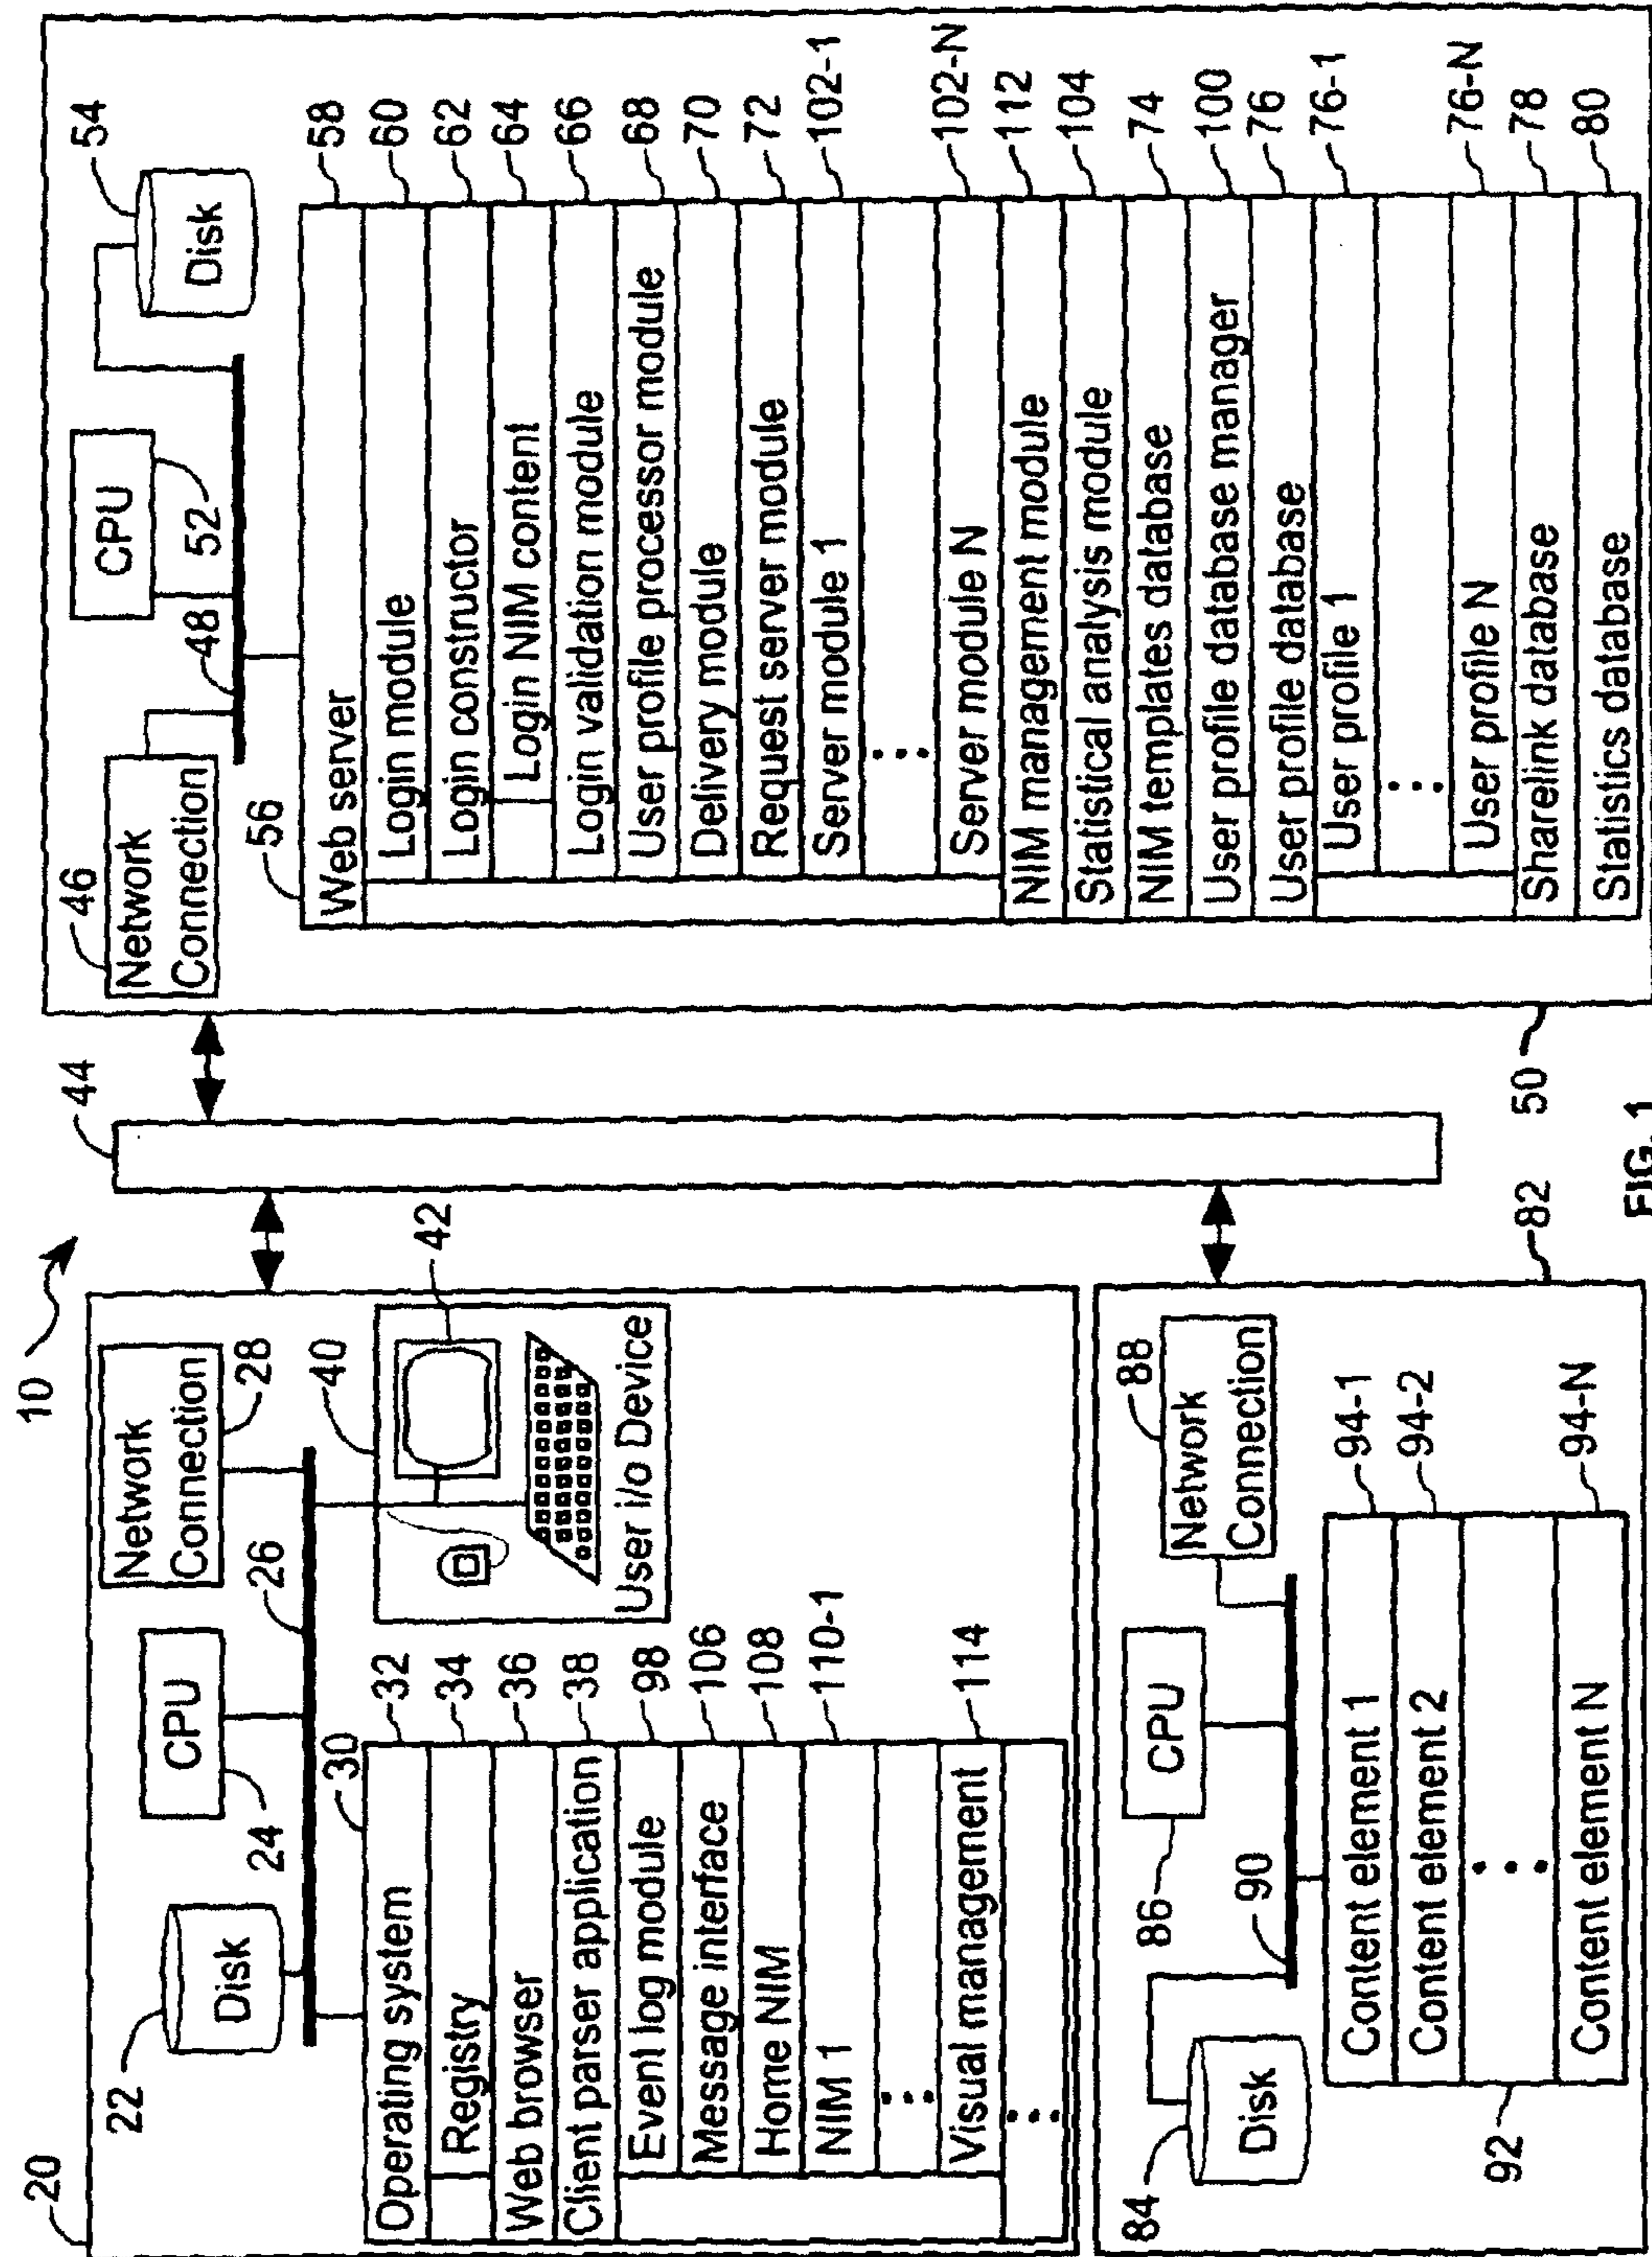 10
20
22
Disk
CPU
24
Network
Connection
28
26
30
Operating system
32
Registry
34
Web browser
36
Client parser application
38
Event log module
98
Message interface
106
Home NIM
108
NIM 1
110-1
...
Visual management
114
...
40
42
User i/o Device
44
46
Network
Connection
CPU
52
54
Disk
48
56
Web server
58
Login module
60
Login constructor
62
Login NIM content
64
Login validation module
66
User profile processor module
68
Delivery module
70
Request server module
72
Server module 1
102-1
...
Server module N
102-N
NIM management module
112
Statistical analysis module
104
NIM templates database
74
User profile database manager
100
User profile database
76
User profile 1
76-1
...
User profile N
76-N
Sharelink database
78
Statistics database
80
50
84
Disk
86
CPU
88
Network
Connection
90
92
Content element 1
94-1
Content element 2
94-2
...
Content element N
94-N
82
FIG. 1